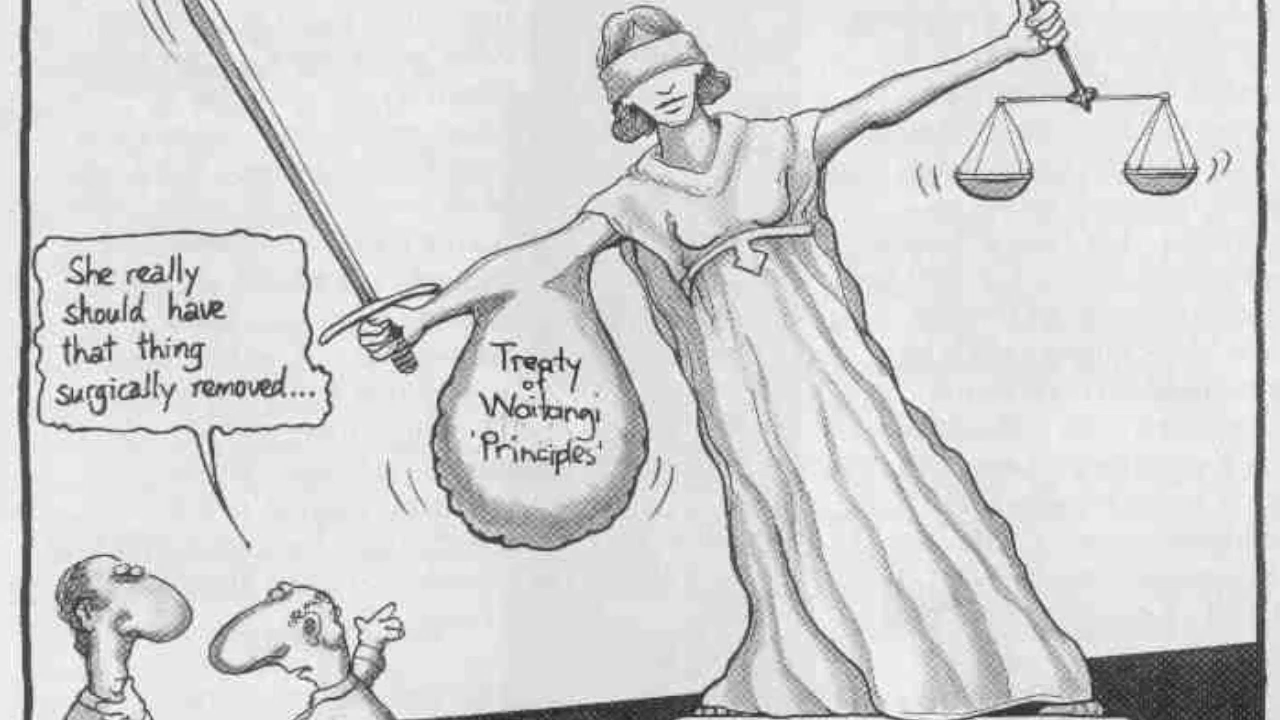 She really
should have
that thing
surgically removed...
Treaty
of
Waitangi
'Principles'